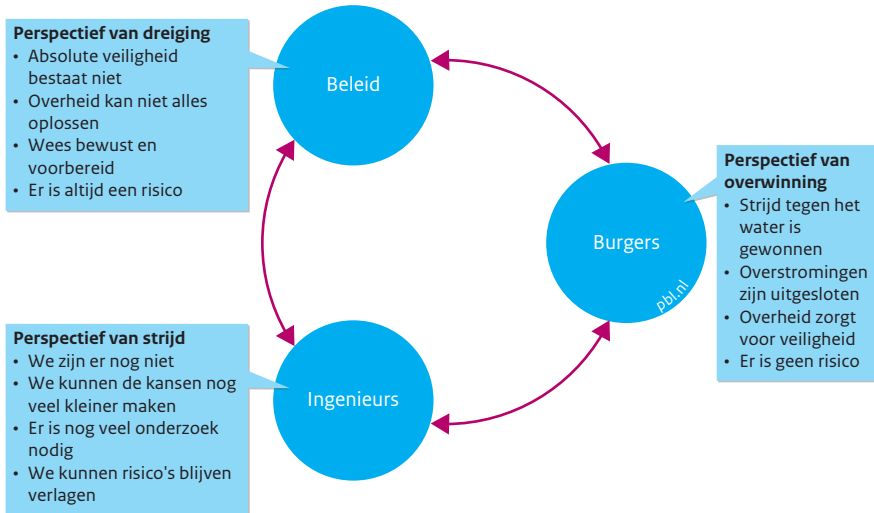 Perspectief van dreiging
• Absolute veiligheid
bestaat niet
• Overheid kan niet alles
oplossen
• Wees bewust en
voorbereid
• Er is altijd een risico
Beleid
Perspectief van
overwinning
• Strijd tegen het
water is
gewonnen
• Overstromingen
zijn uitgesloten
• Overheid zorgt
voor veiligheid
• Er is geen risico
Burgers
pbl.nl
Perspectief van strijd
• We zijn er nog niet
• We kunnen de kansen nog
veel kleiner maken
• Er is nog veel onderzoek
nodig
• We kunnen risico's blijven
verlagen
Ingenieurs